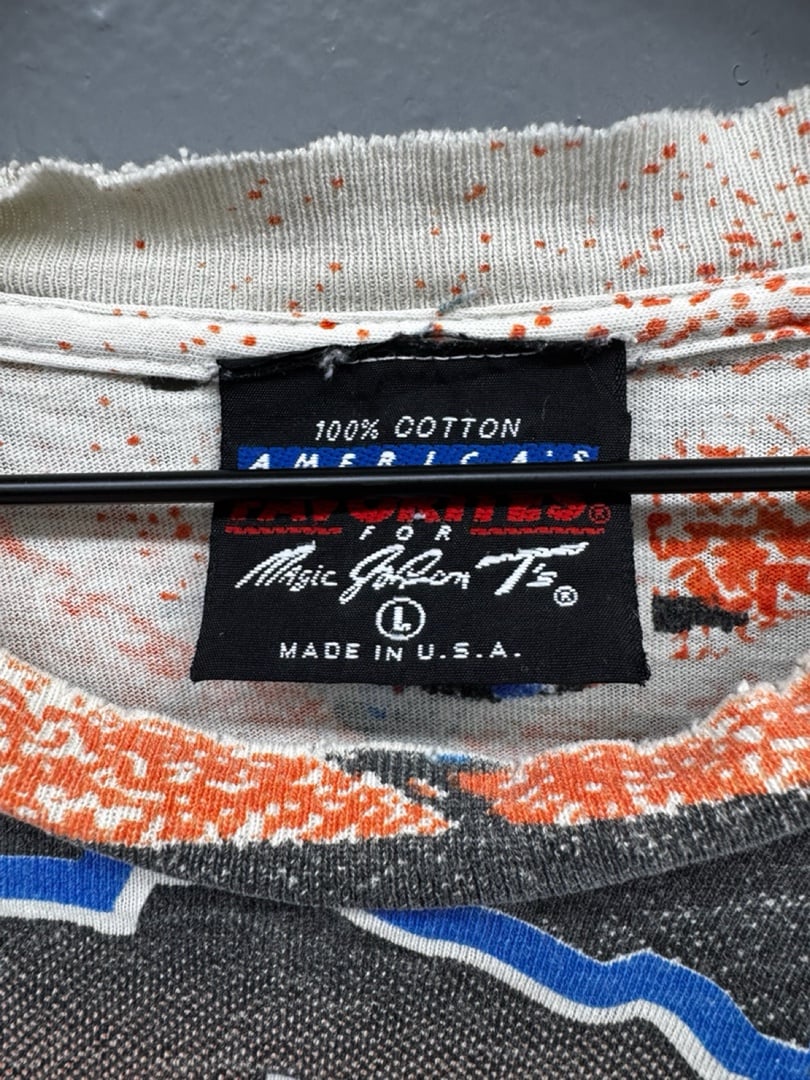 100% COTTON
AMERICA'S
FAVORITES®
FOR
Magic Johnson T's®
L
MADE IN U.S.A.